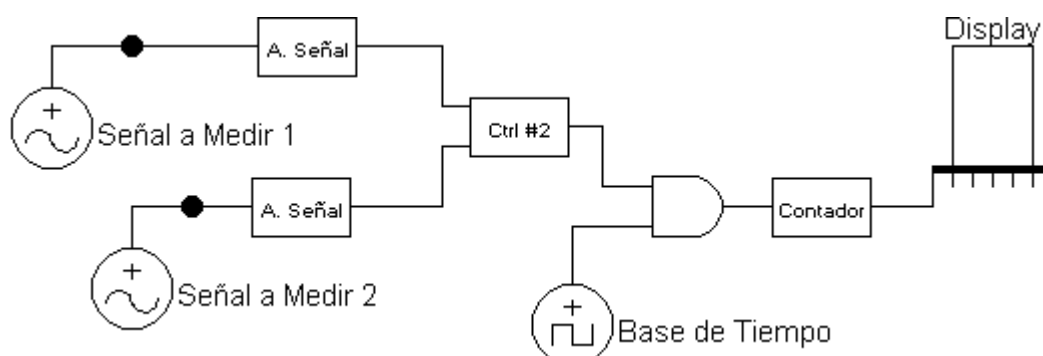 Display
A. Señal
Señal a Medir 1
Ctrl #2
A. Señal
Contador
Señal a Medir 2
Base de Tiempo